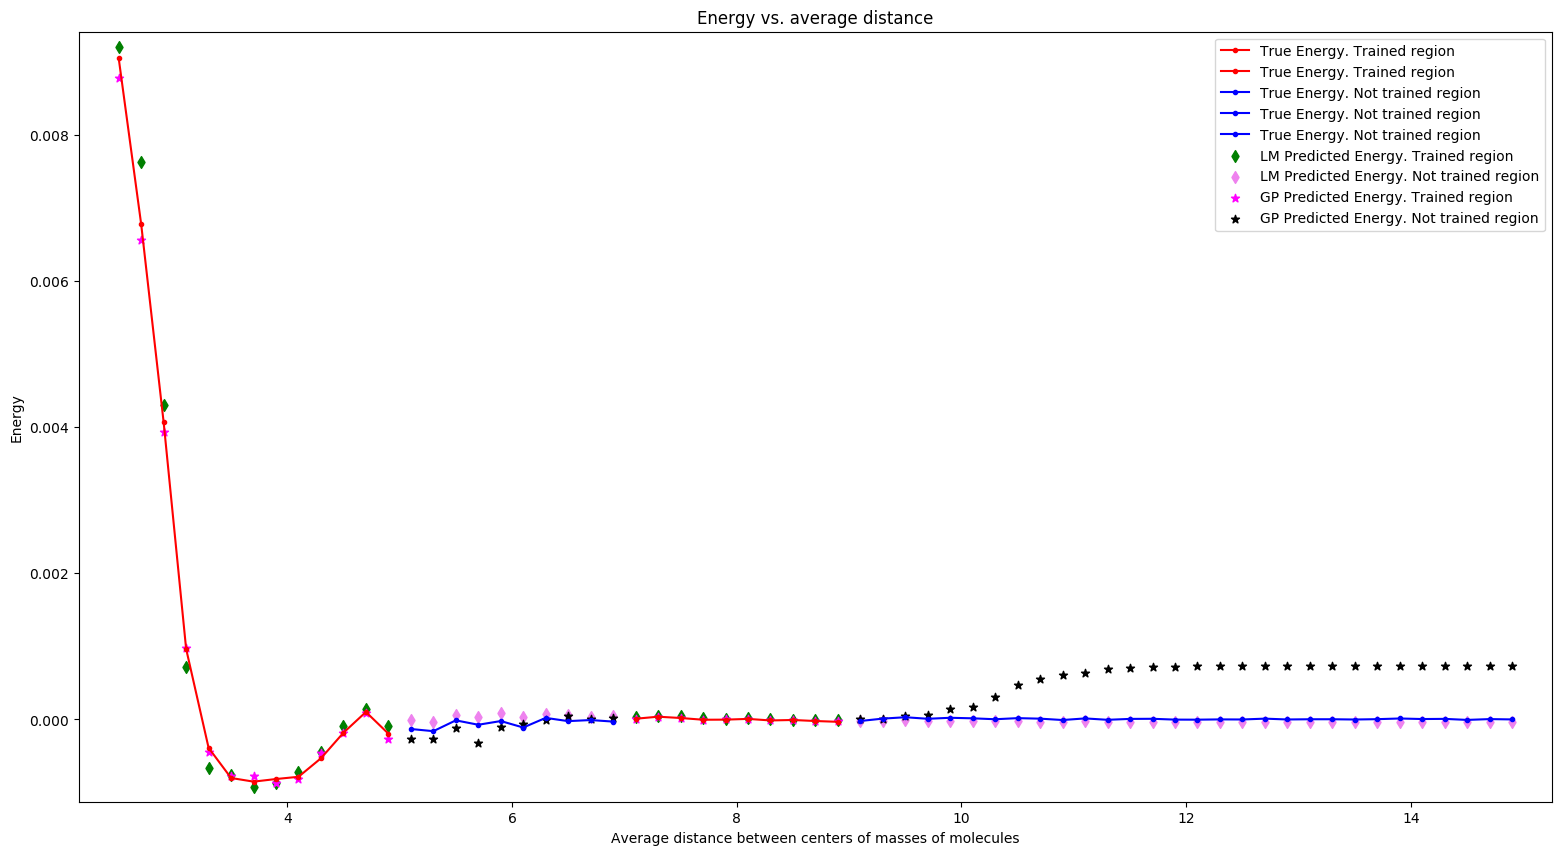 Energy vs. average distance
True Energy. Trained region
True Energy. Trained region
True Energy. Not trained region
True Energy. Not trained region
True Energy. Not trained region
LM Predicted Energy. Trained region
LM Predicted Energy. Not trained region
GP Predicted Energy. Trained region
GP Predicted Energy. Not trained region
Energy
0.008
0.006
0.004
0.002
0.000
4
6
8
10
12
14
Average distance between centers of masses of molecules